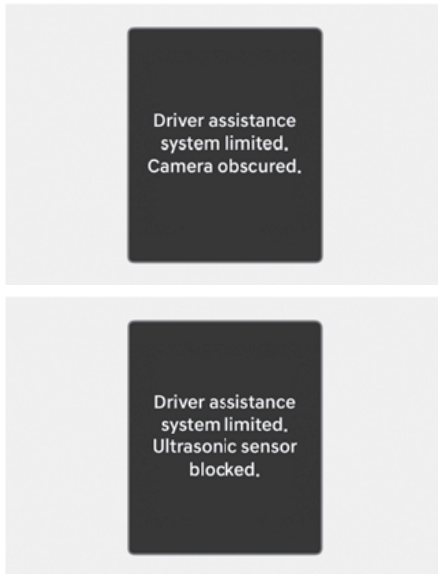 Driver assistance
system limited.
Camera obscured.
Driver assistance
system limited.
Ultrasonic sensor
blocked.